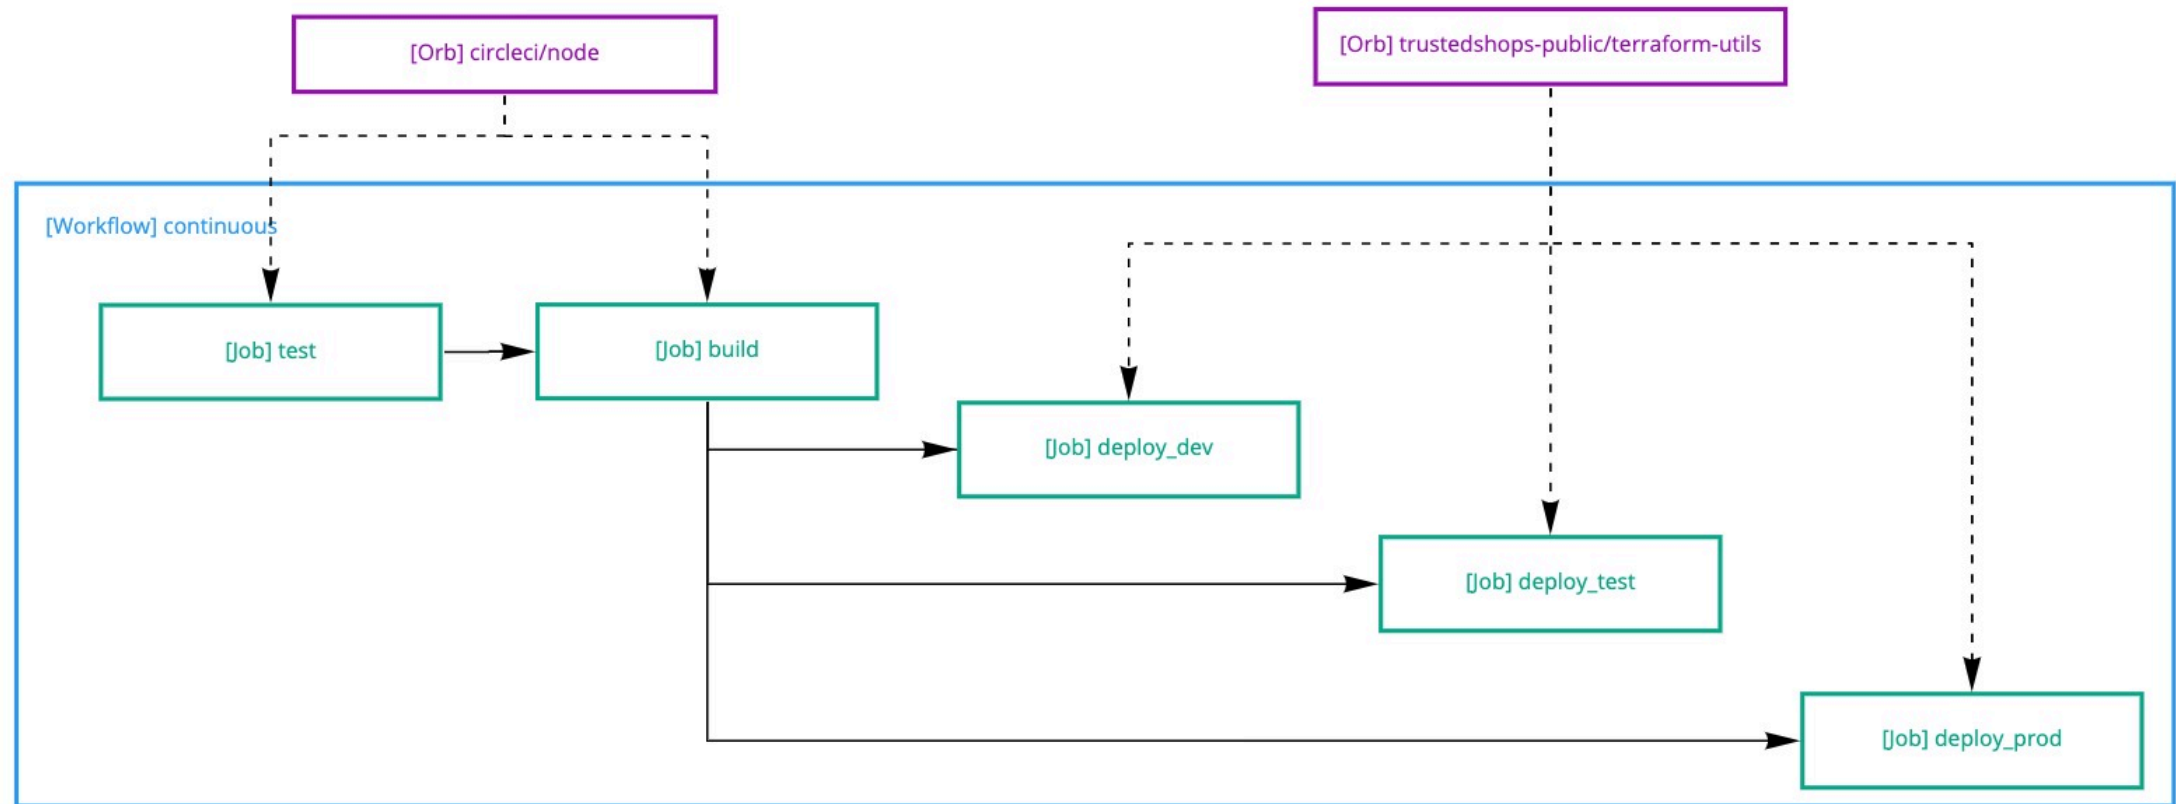 [Orb] circleci/node
[Orb] trustedshops-public/terraform-utils
[Workflow] continuous
[Job] test
[Job] build
[Job] deploy_dev
[Job] deploy_test
[Job] deploy_prod